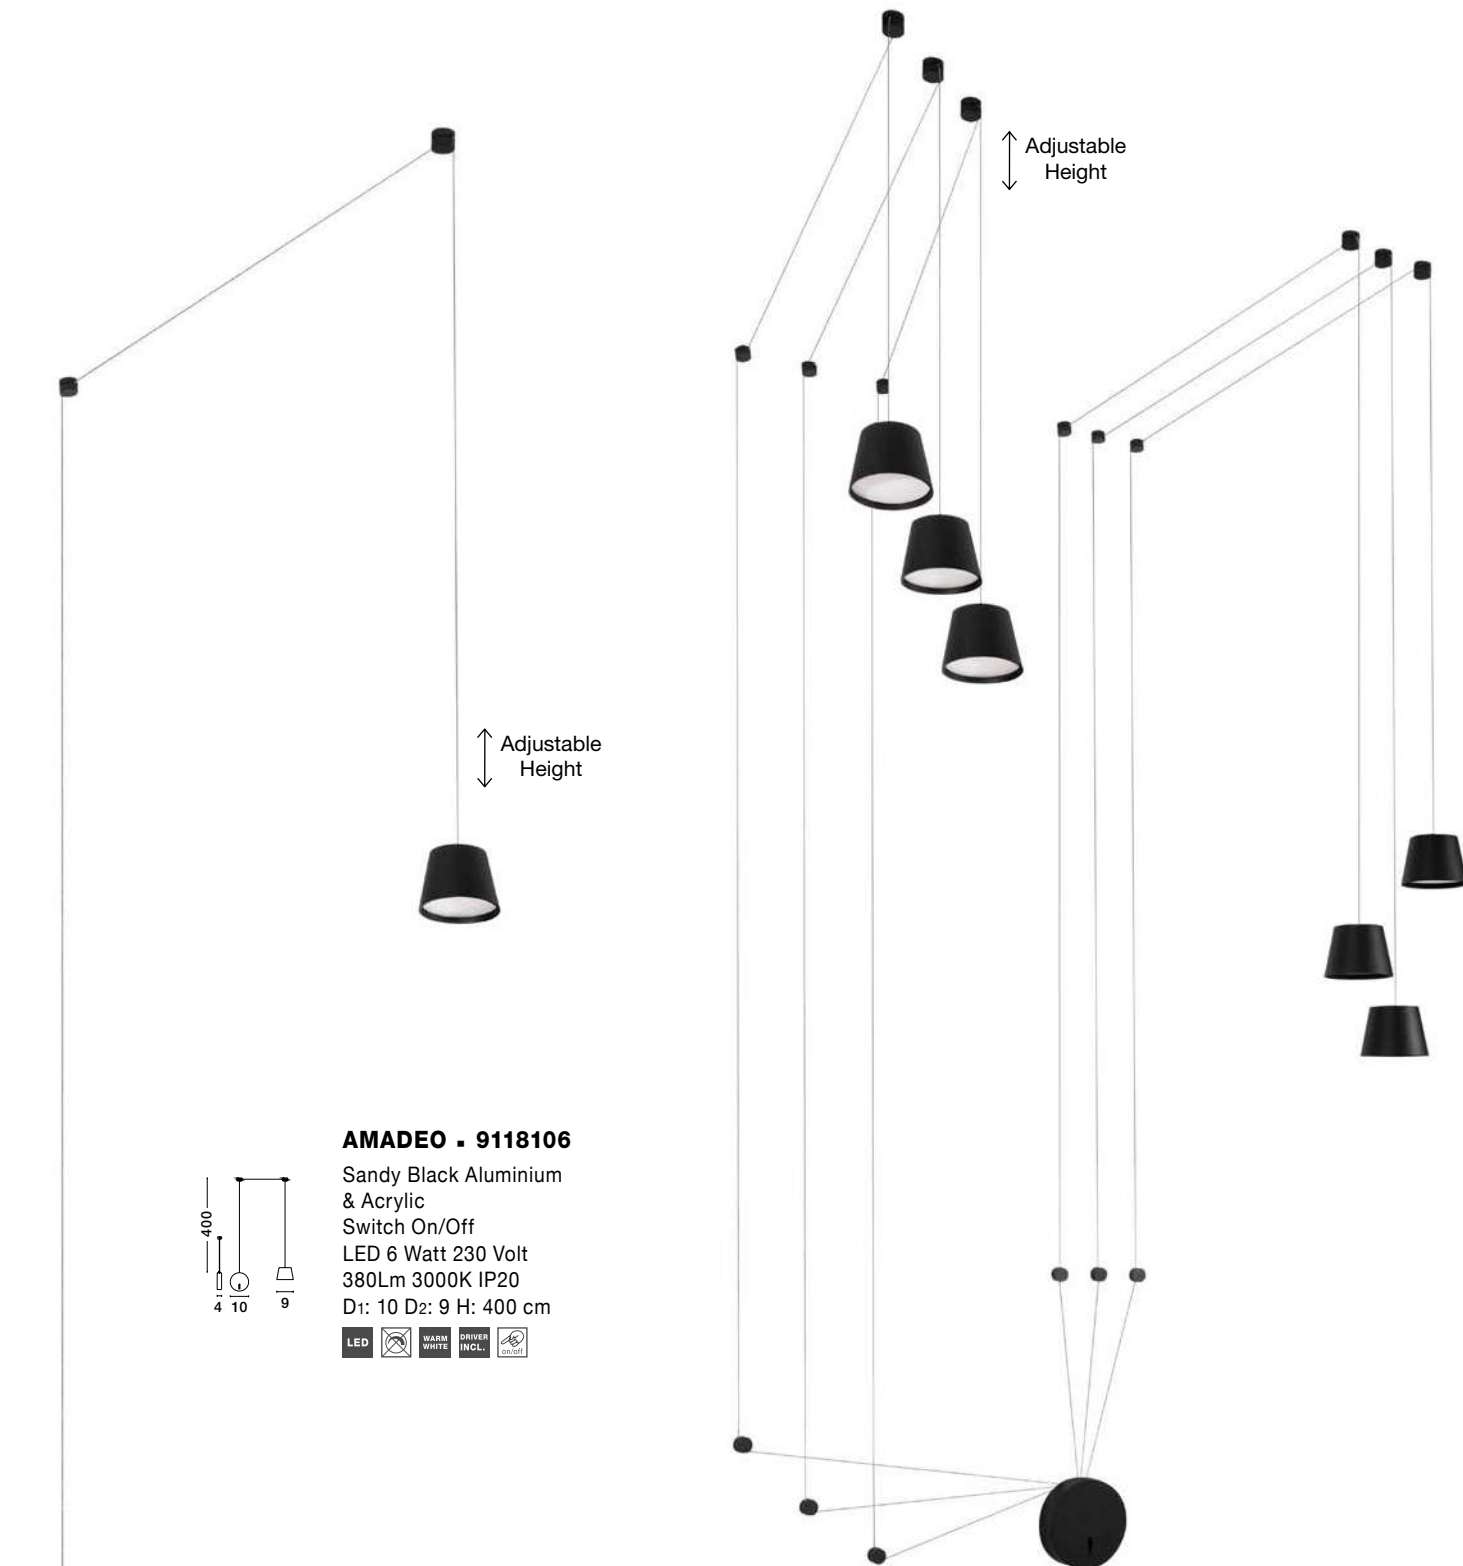 Adjustable
Height
Adjustable
Height
AMADEO ▪ 9118106
Sandy Black Aluminium
& Acrylic
Switch On/Off
LED 6 Watt 230 Volt
380Lm 3000K IP20
D1: 10 D2: 9 H: 400 cm
400
4 10 9
LED
WARM
WHITE
DRIVER
INCL.
on/off